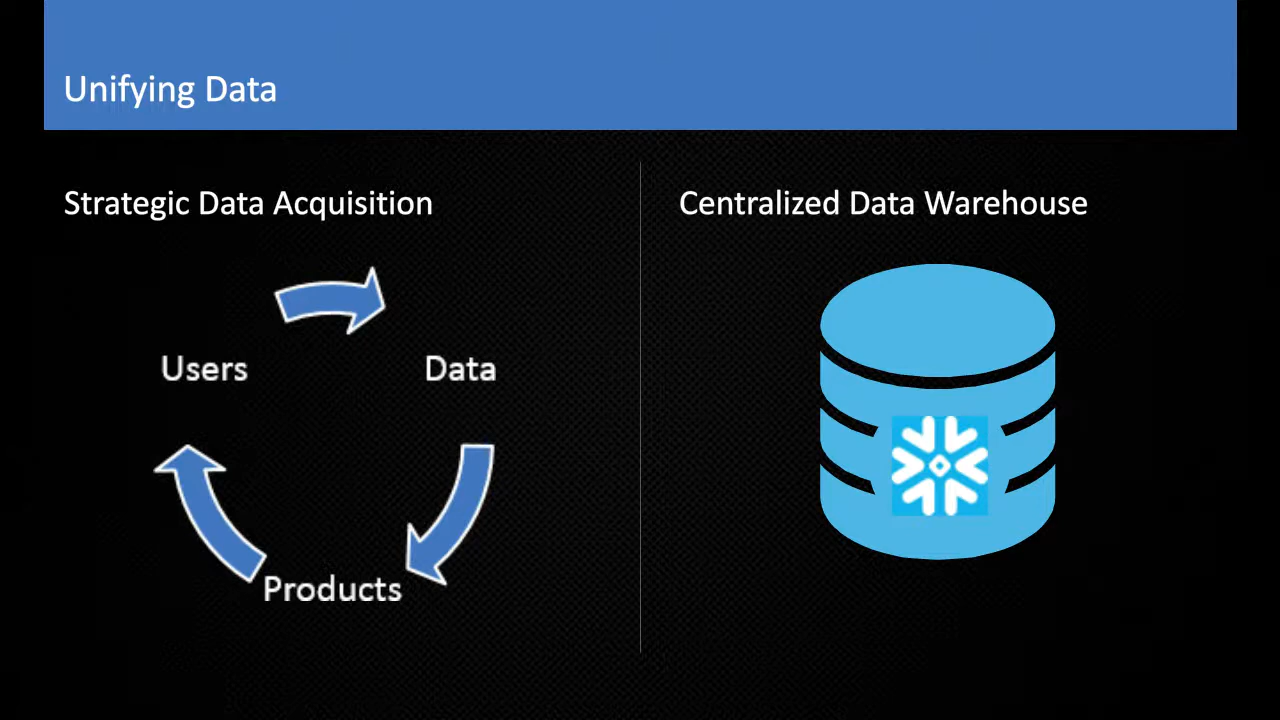 Unifying Data
Strategic Data Acquisition
Users
Data
Products
Centralized Data Warehouse